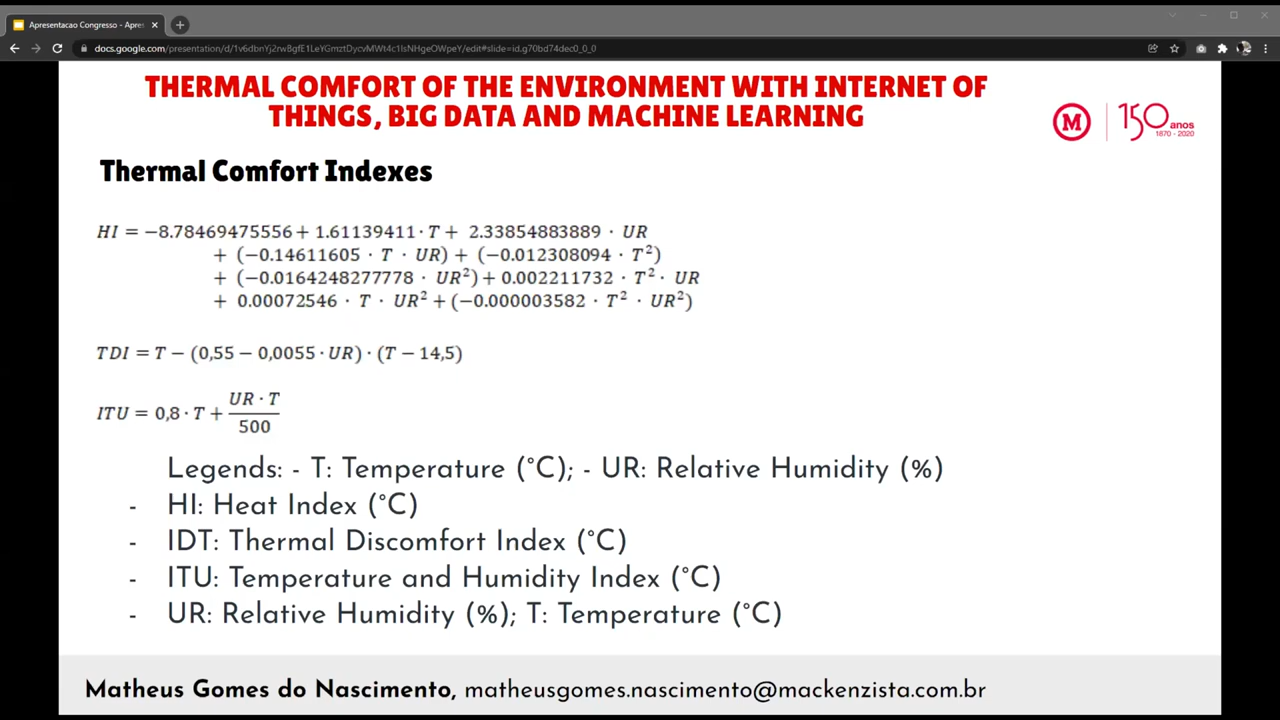 Apresentacao Congresso - Apre
docs.google.com/presentation/d/1v6dbnYj2rwBgfE1LeYGmztDycvMWt4c1IsNHgeOWpeY/edit#slide=id.g70bd74dec0_0_0
THERMAL COMFORT OF THE ENVIRONMENT WITH INTERNET OF
THINGS, BIG DATA AND MACHINE LEARNING
M 150 anos
1870 - 2020
Thermal Comfort Indexes
HI = −8.78469475556 + 1.61139411 · T + 2.33854883889 · UR
+ (−0.14611605 · T · UR) + (−0.012308094 · T²)
+ (−0.0164248277778 · UR²) + 0.002211732 · T² · UR
+ 0.00072546 · T · UR² + (−0.000003582 · T² · UR²)
TDI = T − (0,55 − 0,0055 · UR) · (T − 14,5)
UR · T
ITU = 0,8 · T +
500
Legends: - T: Temperature (°C); - UR: Relative Humidity (%)
- HI: Heat Index (°C)
- IDT: Thermal Discomfort Index (°C)
- ITU: Temperature and Humidity Index (°C)
- UR: Relative Humidity (%); T: Temperature (°C)
Matheus Gomes do Nascimento, matheusgomes.nascimento@mackenzista.com.br